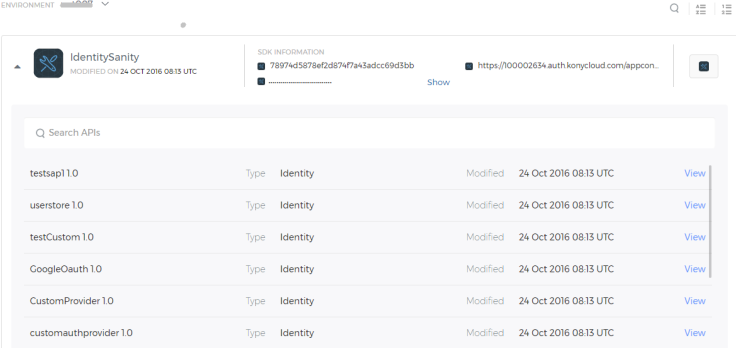 ENVIRONMENT
IdentitySanity
MODIFIED ON 24 OCT 2016 08:13 UTC
SDK INFORMATION
78974d5878ef2d874f7a43adcc69d3bb
https://100002634.auth.konycloud.com/appcon...
Show
Search APIs
testsap1 1.0 Type Identity Modified 24 Oct 2016 08:13 UTC View
userstore 1.0 Type Identity Modified 24 Oct 2016 08:13 UTC View
testCustom 1.0 Type Identity Modified 24 Oct 2016 08:13 UTC View
GoogleOauth 1.0 Type Identity Modified 24 Oct 2016 08:13 UTC View
CustomProvider 1.0 Type Identity Modified 24 Oct 2016 08:13 UTC View
customauthprovider 1.0 Type Identity Modified 24 Oct 2016 08:13 UTC View